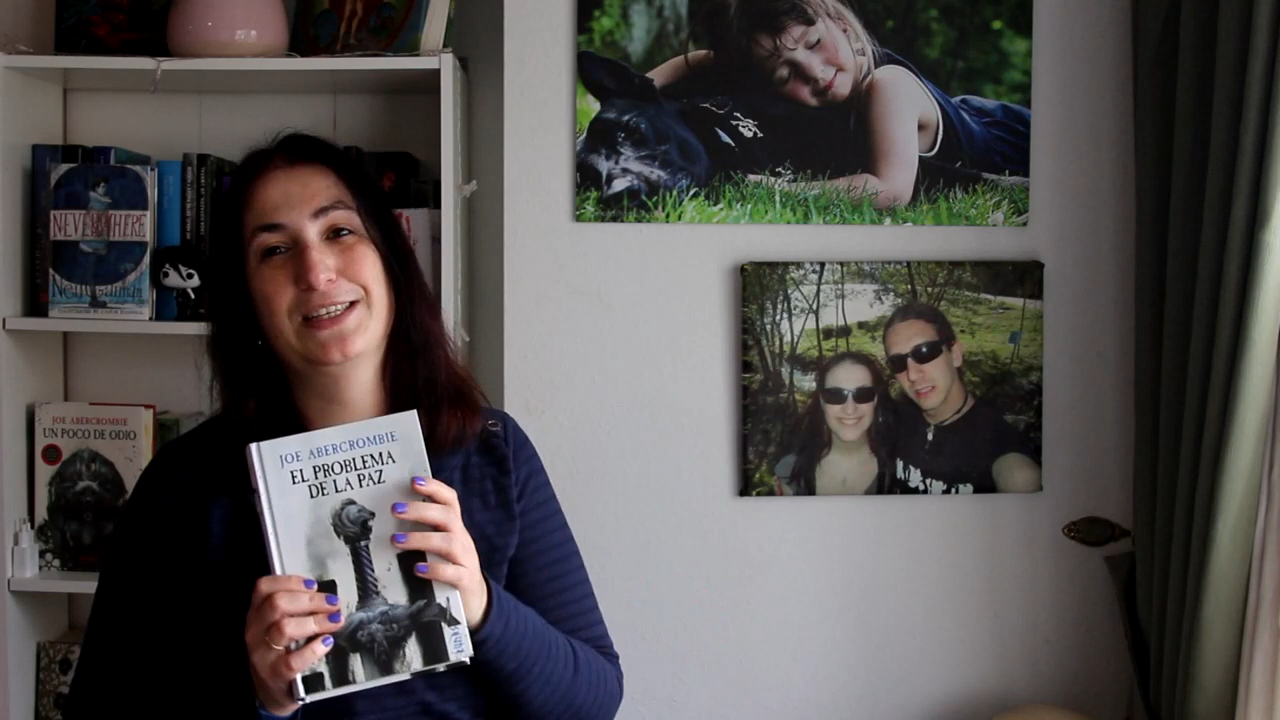 NEVERWHERE
Neil Gaiman
JOE ABERCROMBIE
UN POCO DE ODIO
JOE ABERCROMBIE
EL PROBLEMA
DE LA PAZ